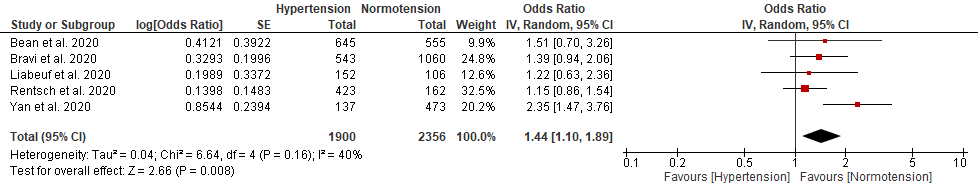 Hypertension Normotension Odds Ratio Odds Ratio
Study or Subgroup log[Odds Ratio] SE Total Total Weight IV, Random, 95% CI IV, Random, 95% CI
Bean et al. 2020 0.4121 0.3922 645 555 9.9% 1.51 [0.70, 3.26]
Bravi et al. 2020 0.3293 0.1996 543 1060 24.8% 1.39 [0.94, 2.06]
Liabeuf et al. 2020 0.1989 0.3372 152 106 12.6% 1.22 [0.63, 2.36]
Rentsch et al. 2020 0.1398 0.1483 423 162 32.5% 1.15 [0.86, 1.54]
Yan et al. 2020 0.8544 0.2394 137 473 20.2% 2.35 [1.47, 3.76]
Total (95% CI) 1900 2356 100.0% 1.44 [1.10, 1.89]
Heterogeneity: Tau² = 0.04; Chi² = 6.64, df = 4 (P = 0.16); I² = 40%
Test for overall effect: Z = 2.66 (P = 0.008)
0.1 0.2 0.5 1 2 5 10
Favours [Hypertension] Favours [Normotension]